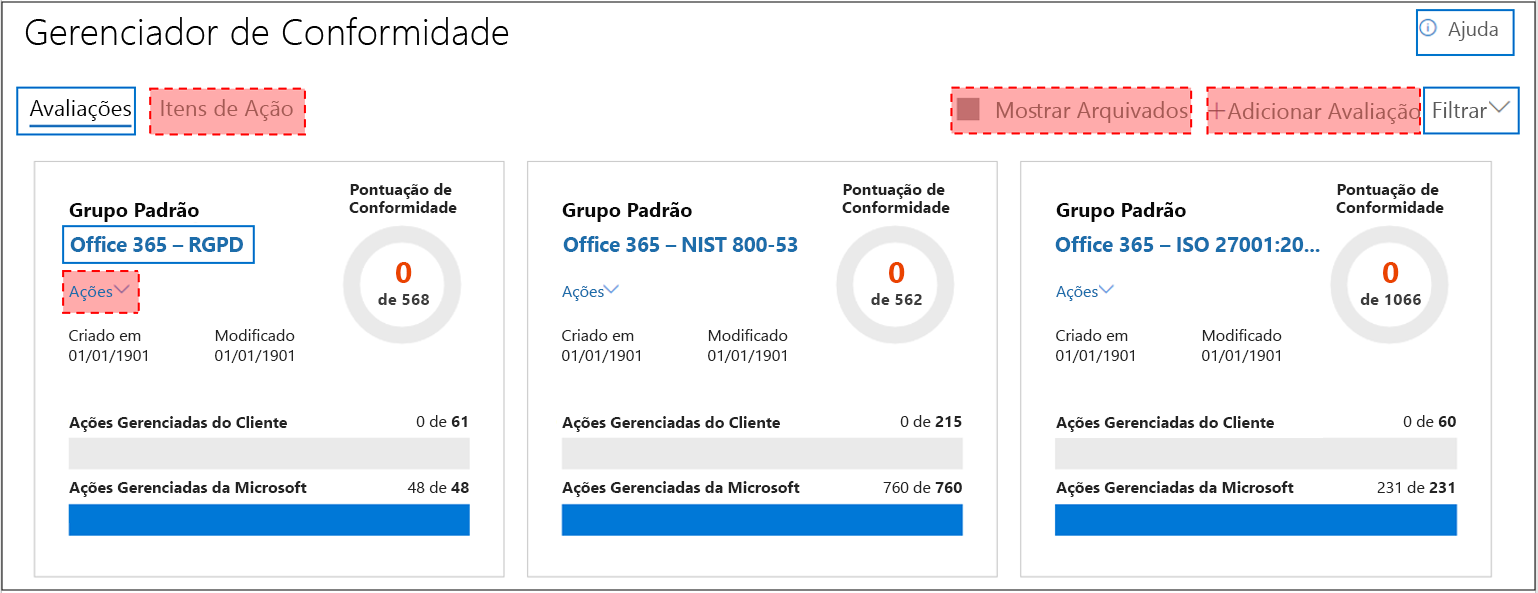 Gerenciador de Conformidade
Ajuda
Avaliações
Itens de Ação
Mostrar Arquivados
+Adicionar Avaliação
Filtrar
Grupo Padrão
Office 365 – RGPD
Ações
Pontuação de
Conformidade
0
de 568
Criado em
01/01/1901
Modificado
01/01/1901
Ações Gerenciadas do Cliente 0 de 61
Ações Gerenciadas da Microsoft 48 de 48
Grupo Padrão
Office 365 – NIST 800-53
Ações
Pontuação de
Conformidade
0
de 562
Criado em
01/01/1901
Modificado
01/01/1901
Ações Gerenciadas do Cliente 0 de 215
Ações Gerenciadas da Microsoft 760 de 760
Grupo Padrão
Office 365 – ISO 27001:20...
Ações
Pontuação de
Conformidade
0
de 1066
Criado em
01/01/1901
Modificado
01/01/1901
Ações Gerenciadas do Cliente 0 de 60
Ações Gerenciadas da Microsoft 231 de 231